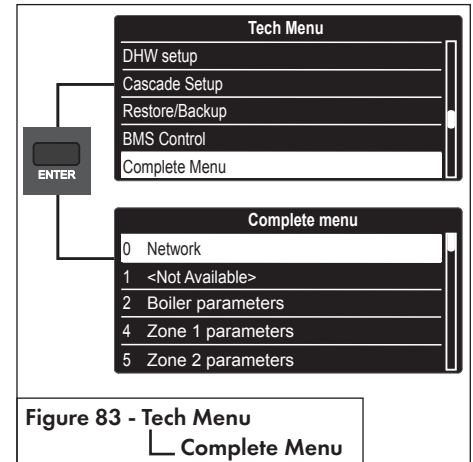 Tech Menu
DHW setup
Cascade Setup
Restore/Backup
BMS Control
Complete Menu
ENTER
Complete menu
0 Network
1 <Not Available>
2 Boiler parameters
4 Zone 1 parameters
5 Zone 2 parameters
Figure 83 - Tech Menu
Complete Menu